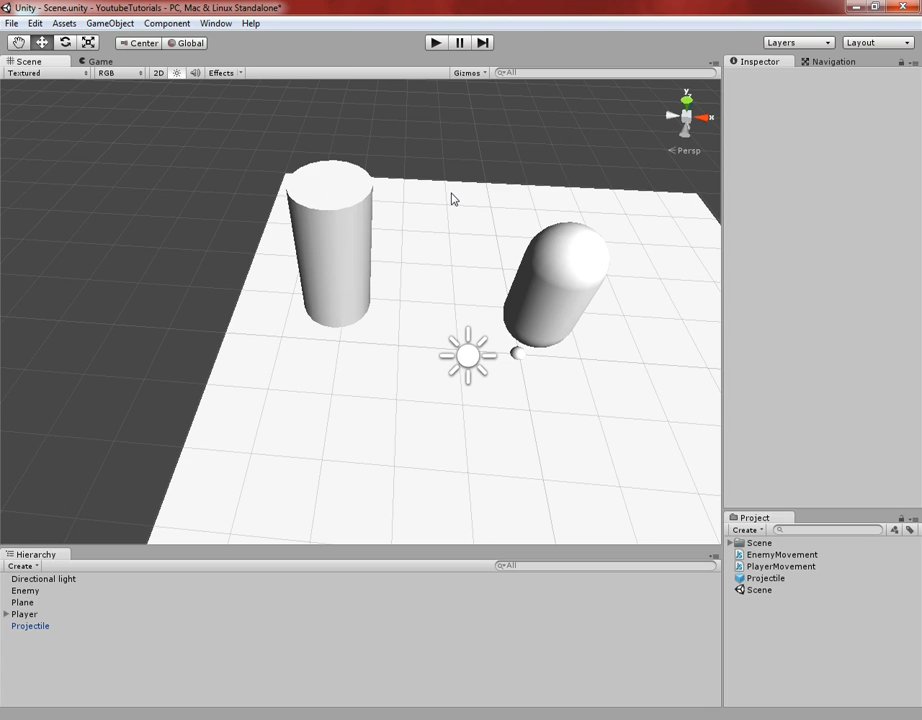 Unity - Scene.unity - YoutubeTutorials - PC, Mac & Linux Standalone*
File Edit Assets GameObject Component Window Help
Center Global Layers Layout
Scene Game Inspector Navigation
Textured RGB 2D Effects Gizmos All
y
x
Persp
Project
Create
Scene
EnemyMovement
PlayerMovement
Projectile
Scene
Hierarchy
Create All
Directional light
Enemy
Plane
Player
Projectile